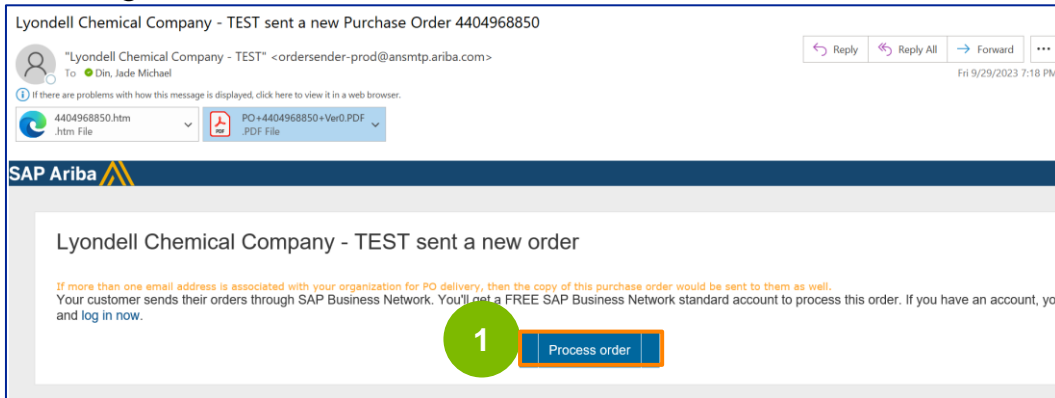 Lyondell Chemical Company - TEST sent a new Purchase Order 4404968850
"Lyondell Chemical Company - TEST" <ordersender-prod@ansmtp.ariba.com>
To Din, Jade Michael
Reply
Reply All
Forward
Fri 9/29/2023 7:18 PM
If there are problems with how this message is displayed, click here to view it in a web browser.
4404968850.htm
.htm File
PO+4404968850+Ver0.PDF
.PDF File
SAP Ariba
Lyondell Chemical Company - TEST sent a new order
If more than one email address is associated with your organization for PO delivery, then the copy of this purchase order would be sent to them as well.
Your customer sends their orders through SAP Business Network. You'll get a FREE SAP Business Network standard account to process this order. If you have an account, yo
and log in now.
1
Process order